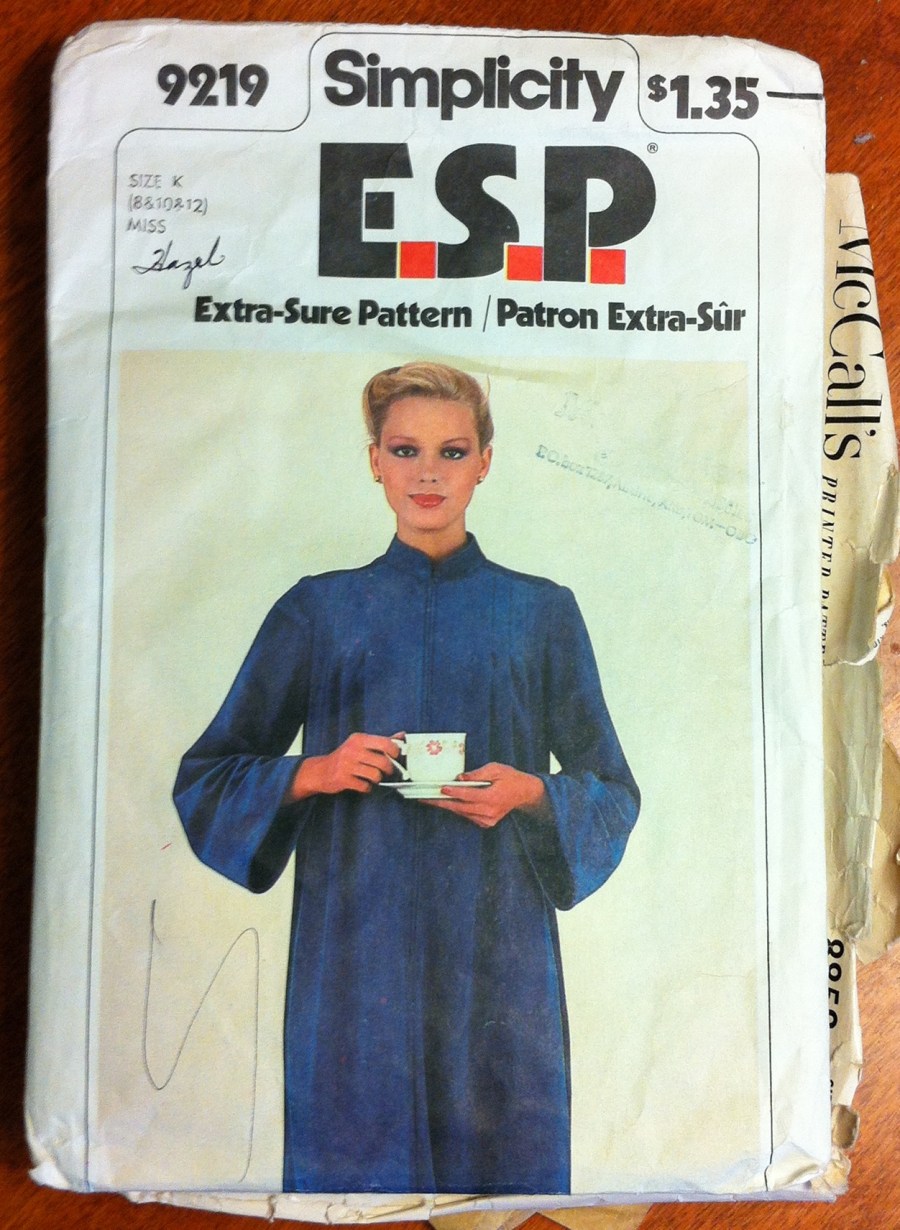 9219 Simplicity $1.35
SIZE K
(8&10&12)
MISS
Hazel
E.S.P.®
Extra-Sure Pattern / Patron Extra-Sûr
McCall's
PRINTED